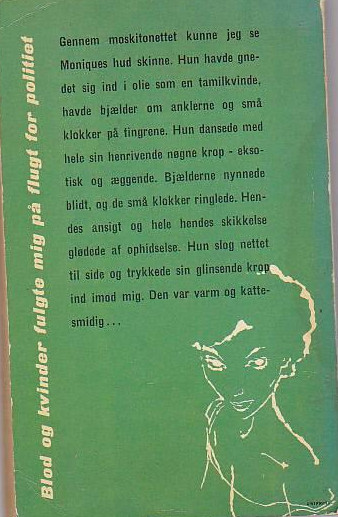 Blod og kvinder fulgte mig på flugt for politiet
Gennem moskitonettet kunne jeg se
Moniques hud skinne. Hun havde gne-
det sig ind i olie som en tamilkvinde,
havde bjælder om anklerne og små
klokker på tingrene. Hun dansede med
hele sin henrivende nøgne krop - ekso-
tisk og æggende. Bjælderne nynnede
blidt, og de små klokker ringlede. Hen-
des ansigt og hele hendes skikkelse
glødede af ophidselse. Hun slog nettet
til side og trykkede sin glinsende krop
ind imod mig. Den var varm og katte-
smidig...